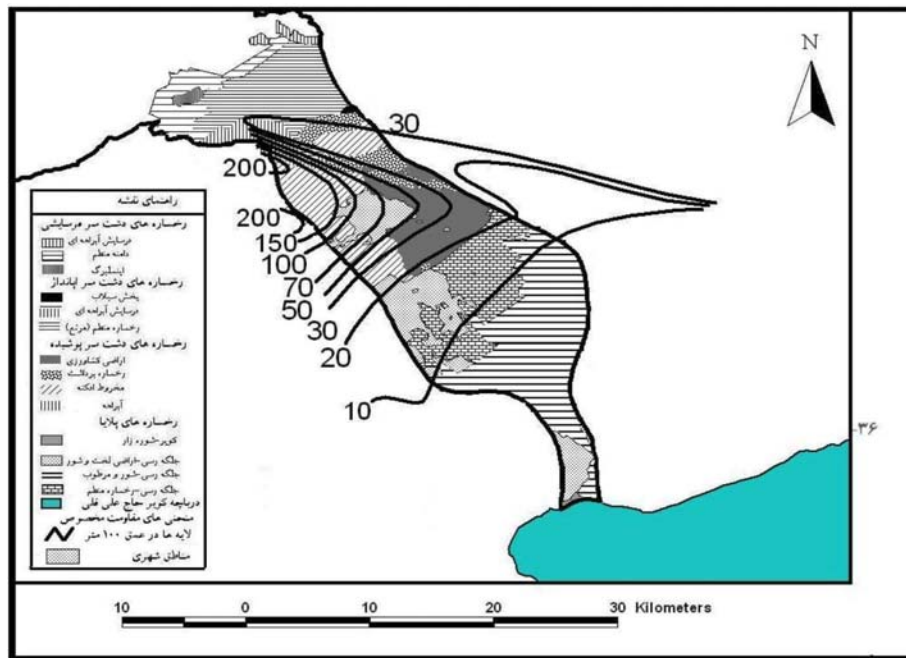 N
30
200
200
150
100
70
50
30
20
10
۳۶
راهنمای نقشه
رخساره های دشت سر فرسایشی
فرسایش آبراهه ای
دامنه منظم
اینسلبرگ
رخساره های دشت سر اپانداژ
پخش سیلاب
فرسایش آبراهه ای
رخساره منظم (مرتع)
رخساره های دشت سر پوشیده
اراضی کشاورزی
رخساره برداشت
مخروط افکنه
آبراهه
رخساره های پلایا
کویر-شوره زار
جلگه رسی-اراضی لخت و شور
جلگه رسی-شور و مرطوب
جلگه رسی-رخساره منظم
دریاچه کویر حاج علی قلی
منحنی های مقاومت مخصوص
لایه ها در عمق ۱۰۰ متر
مناطق شهری
10 0 10 20 30 Kilometers